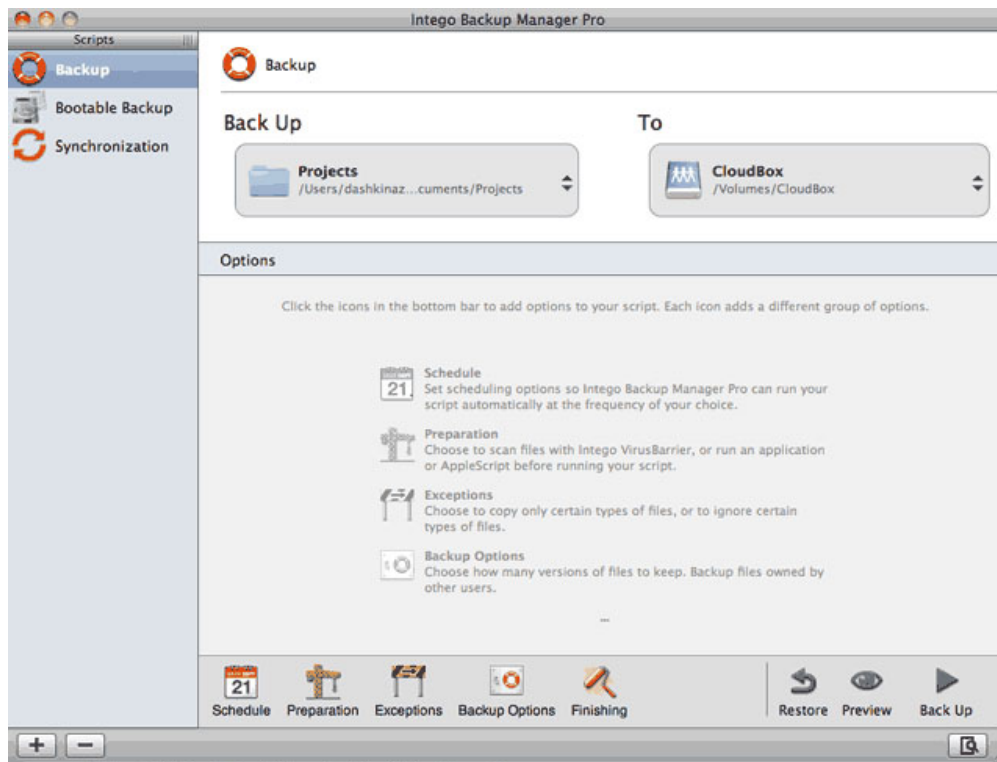 Intego Backup Manager Pro
Scripts
Backup
Bootable Backup
Synchronization
Backup
Back Up
To
Projects
/Users/dashkinaz...cuments/Projects
CloudBox
/Volumes/CloudBox
Options
Click the icons in the bottom bar to add options to your script. Each icon adds a different group of options.
21
Schedule
Set scheduling options so Intego Backup Manager Pro can run your
script automatically at the frequency of your choice.
Preparation
Choose to scan files with Intego VirusBarrier, or run an application
or AppleScript before running your script.
Exceptions
Choose to copy only certain types of files, or to ignore certain
types of files.
Backup Options
Choose how many versions of files to keep. Backup files owned by
other users.
...
21
Schedule
Preparation
Exceptions
Backup Options
Finishing
Restore
Preview
Back Up